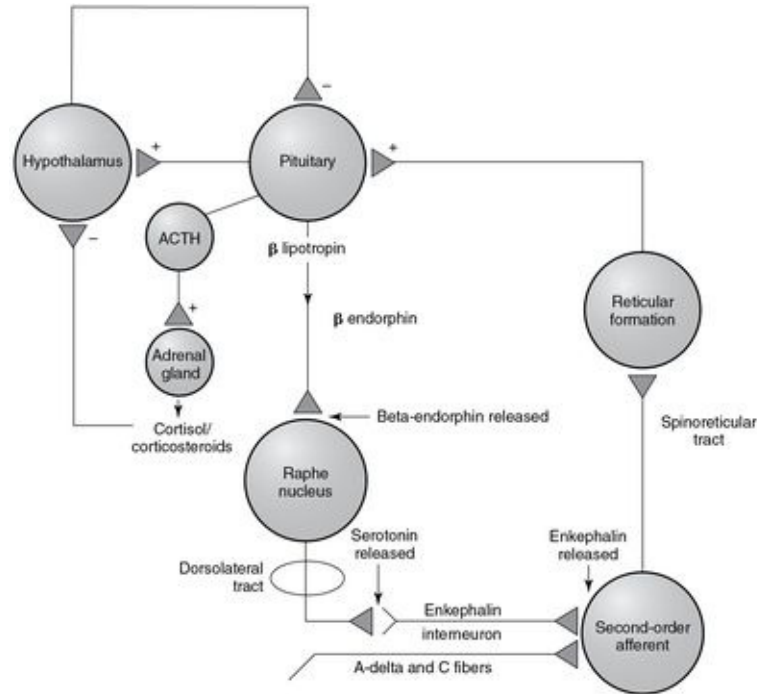 −
Hypothalamus
+
Pituitary
+
−
ACTH
β lipotropin
+
β endorphin
Reticular
formation
Adrenal
gland
Cortisol/
corticosteroids
Beta-endorphin released
Spinoreticular
tract
Raphe
nucleus
Serotonin
released
Enkephalin
released
Dorsolateral
tract
Enkephalin
interneuron
Second-order
afferent
A-delta and C fibers